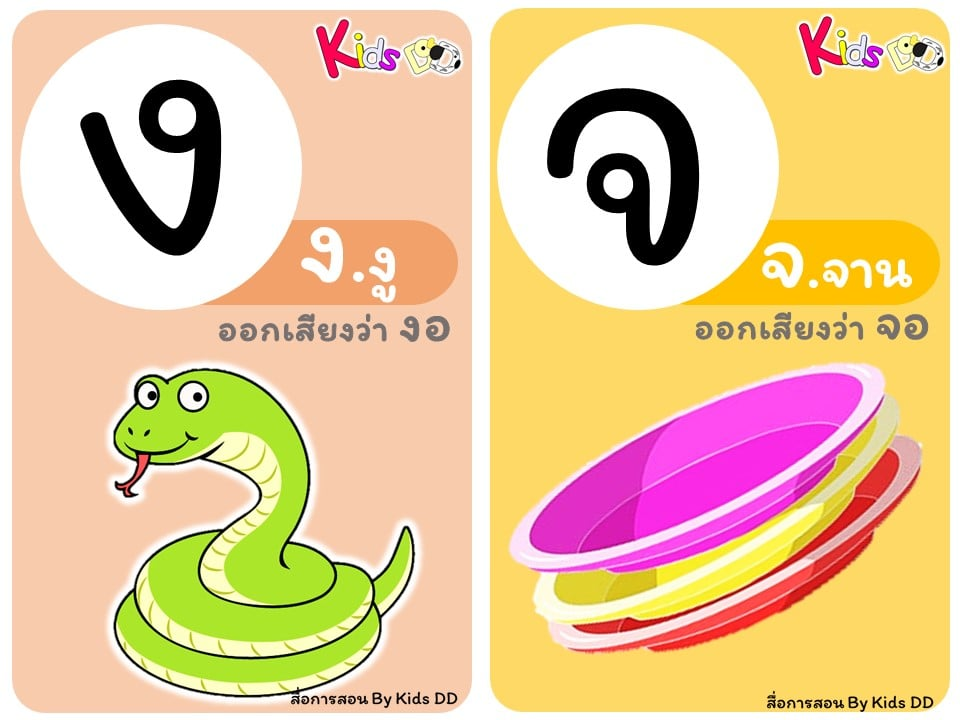 Kids DD
ง
ง.งู
ออกเสียงว่า งอ
สื่อการสอน By Kids DD
Kids DD
จ
จ.จาน
ออกเสียงว่า จอ
สื่อการสอน By Kids DD